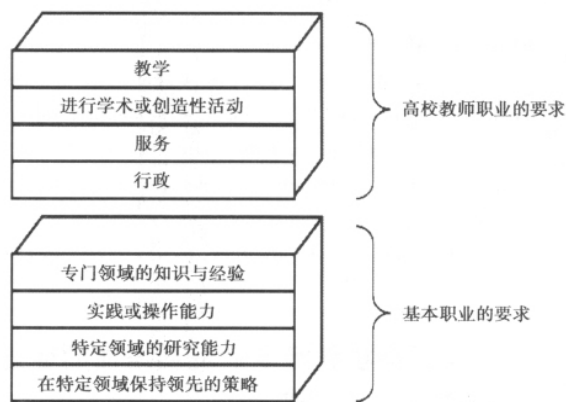 教学
进行学术或创造性活动
服务
行政
高校教师职业的要求
专门领域的知识与经验
实践或操作能力
特定领域的研究能力
在特定领域保持领先的策略
基本职业的要求